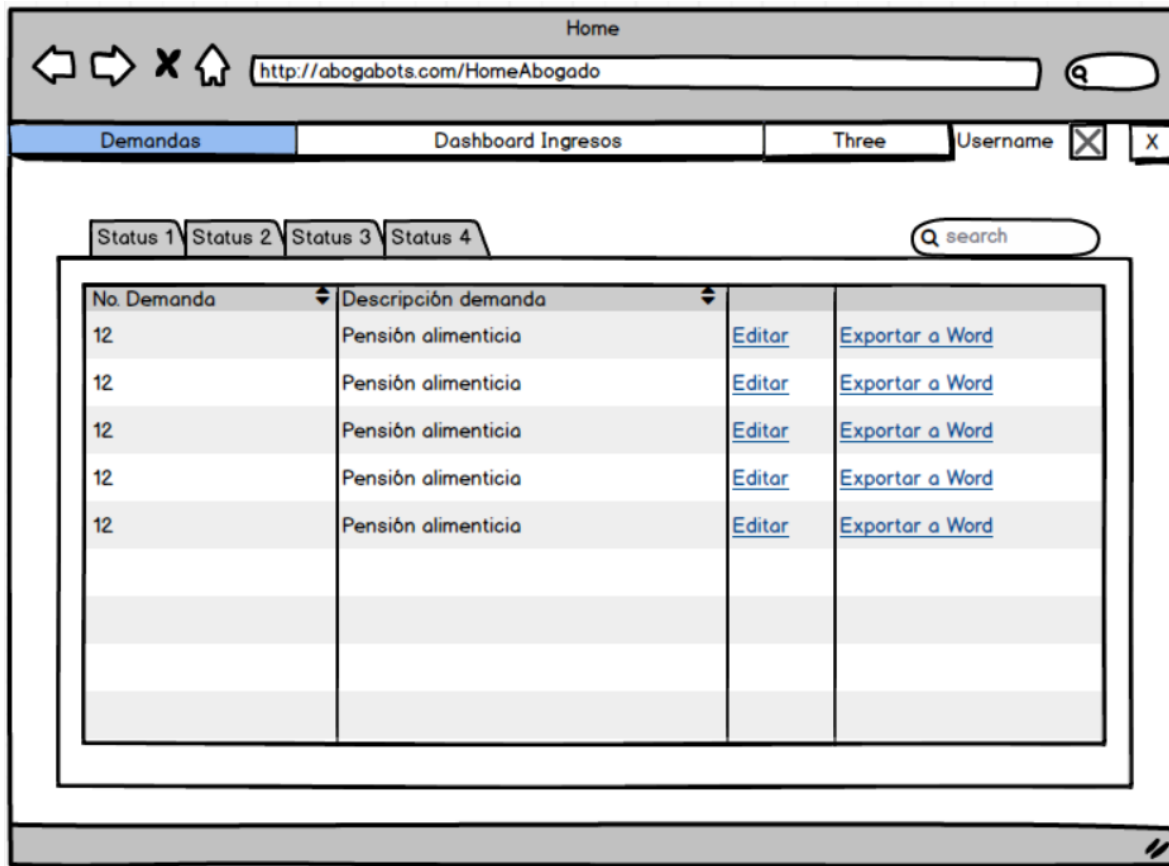 Home
http://abogabots.com/HomeAbogado
Demandas Dashboard Ingresos Three Username X
Status 1 Status 2 Status 3 Status 4 search
No. Demanda Descripción demanda
12 Pensión alimenticia Editar Exportar a Word
12 Pensión alimenticia Editar Exportar a Word
12 Pensión alimenticia Editar Exportar a Word
12 Pensión alimenticia Editar Exportar a Word
12 Pensión alimenticia Editar Exportar a Word